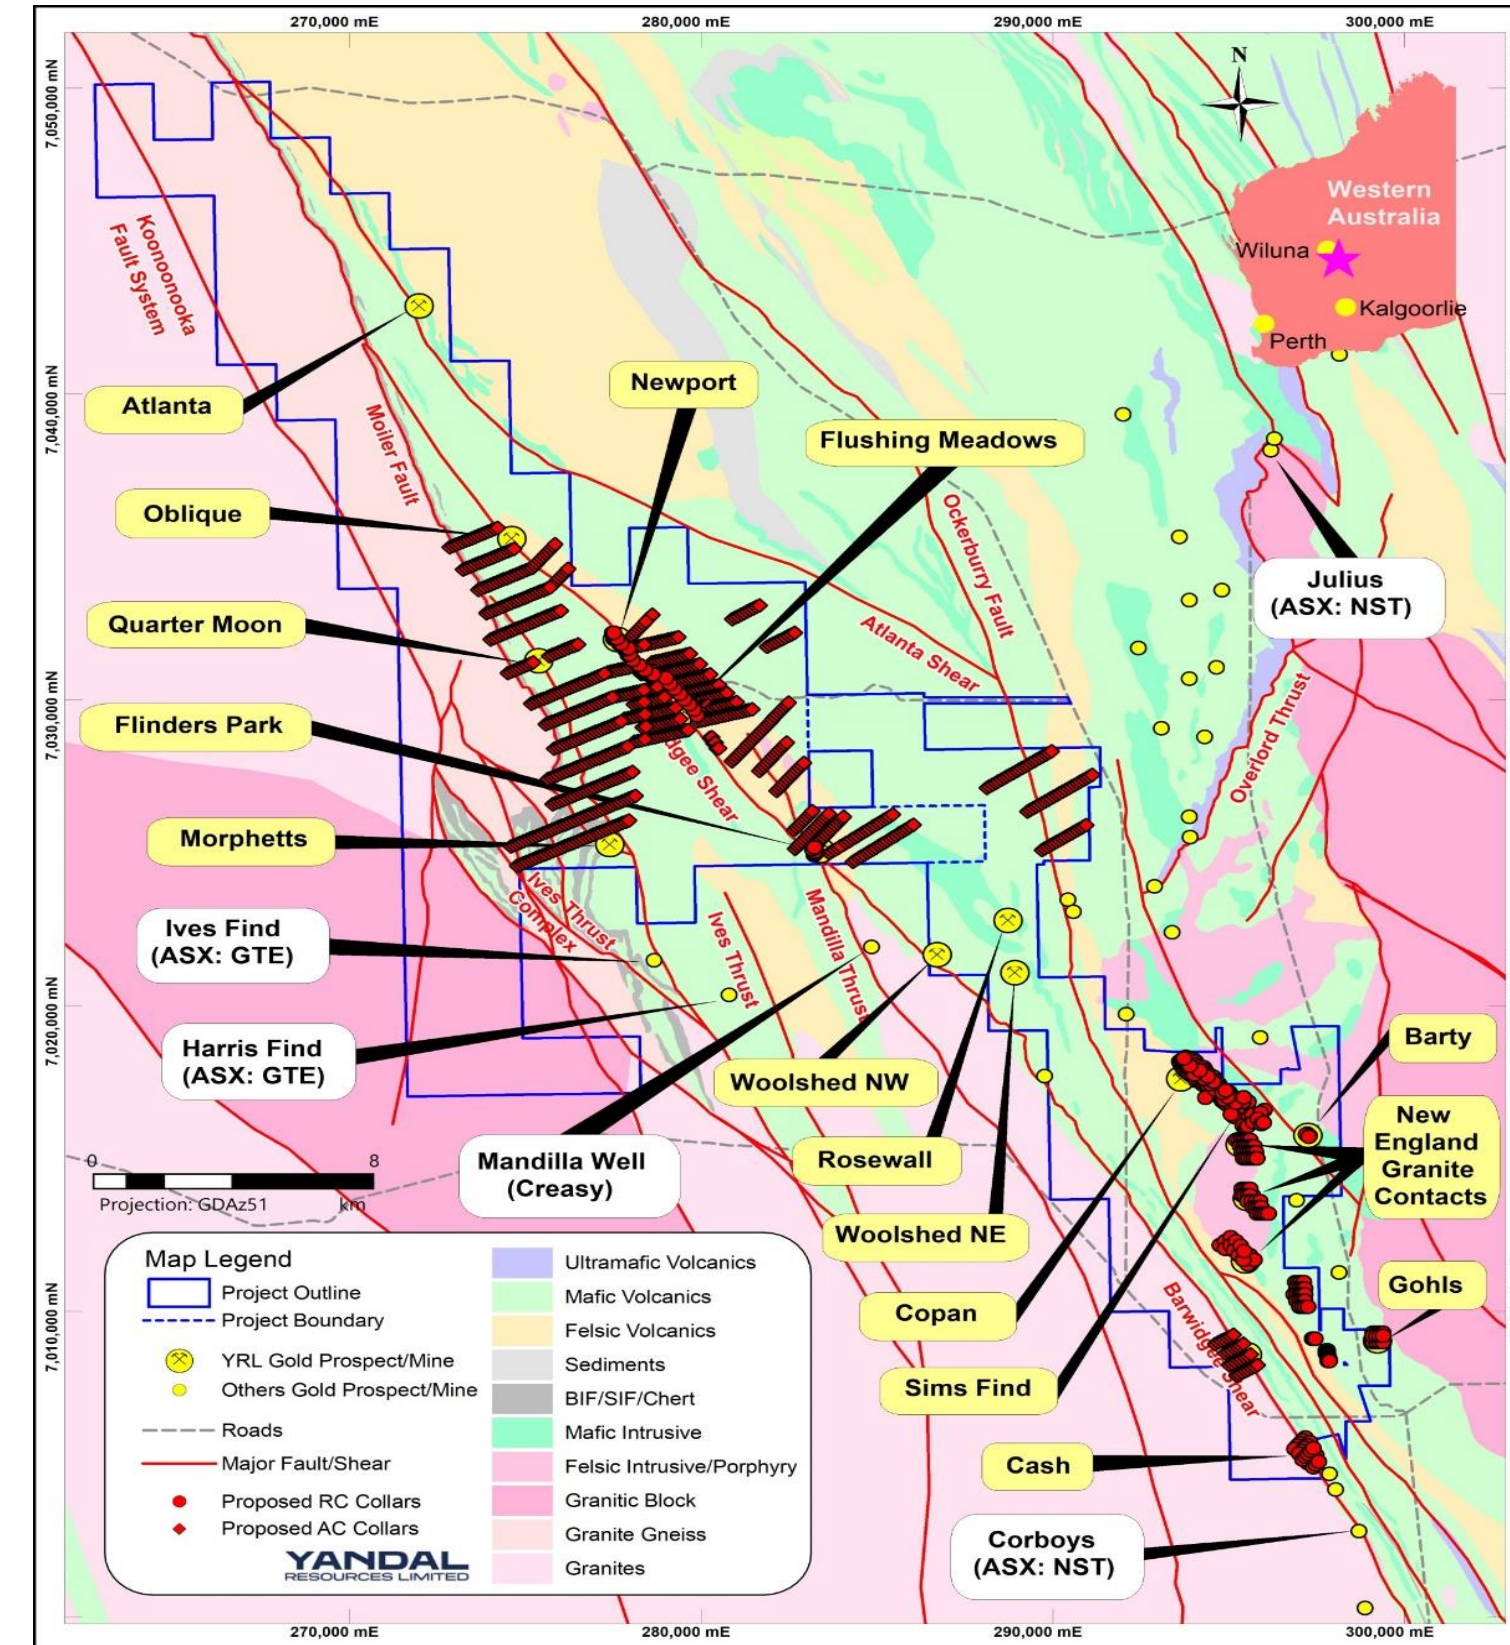 270,000 mE
280,000 mE
290,000 mE
300,000 mE
7,050,000 mN
7,040,000 mN
7,030,000 mN
7,020,000 mN
7,010,000 mN
N
Western
Australia
Wiluna
Kalgoorlie
Perth
Koonoonooka
Fault System
Atlanta
Newport
Moiler Fault
Flushing Meadows
Oblique
Ockerburry Fault
Julius
(ASX: NST)
Quarter Moon
Atlanta Shear
Flinders Park
Overlord Thrust
dgee Shear
Morphetts
Ives Thrust
Complex
Ives Find
(ASX: GTE)
Ives Thrust
Mandilla Thrust
Harris Find
(ASX: GTE)
Barty
Woolshed NW
New
England
Granite
Contacts
Mandilla Well
(Creasy)
Rosewall
Woolshed NE
0
8
Projection: GDAz51
km
Gohls
Copan
Barwidgee Shear
Sims Find
Cash
Corboys
(ASX: NST)
Map Legend
Project Outline
Project Boundary
YRL Gold Prospect/Mine
Others Gold Prospect/Mine
Roads
Major Fault/Shear
Proposed RC Collars
Proposed AC Collars
YANDAL
RESOURCES LIMITED
Ultramafic Volcanics
Mafic Volcanics
Felsic Volcanics
Sediments
BIF/SIF/Chert
Mafic Intrusive
Felsic Intrusive/Porphyry
Granitic Block
Granite Gneiss
Granites
270,000 mE
280,000 mE
290,000 mE
300,000 mE